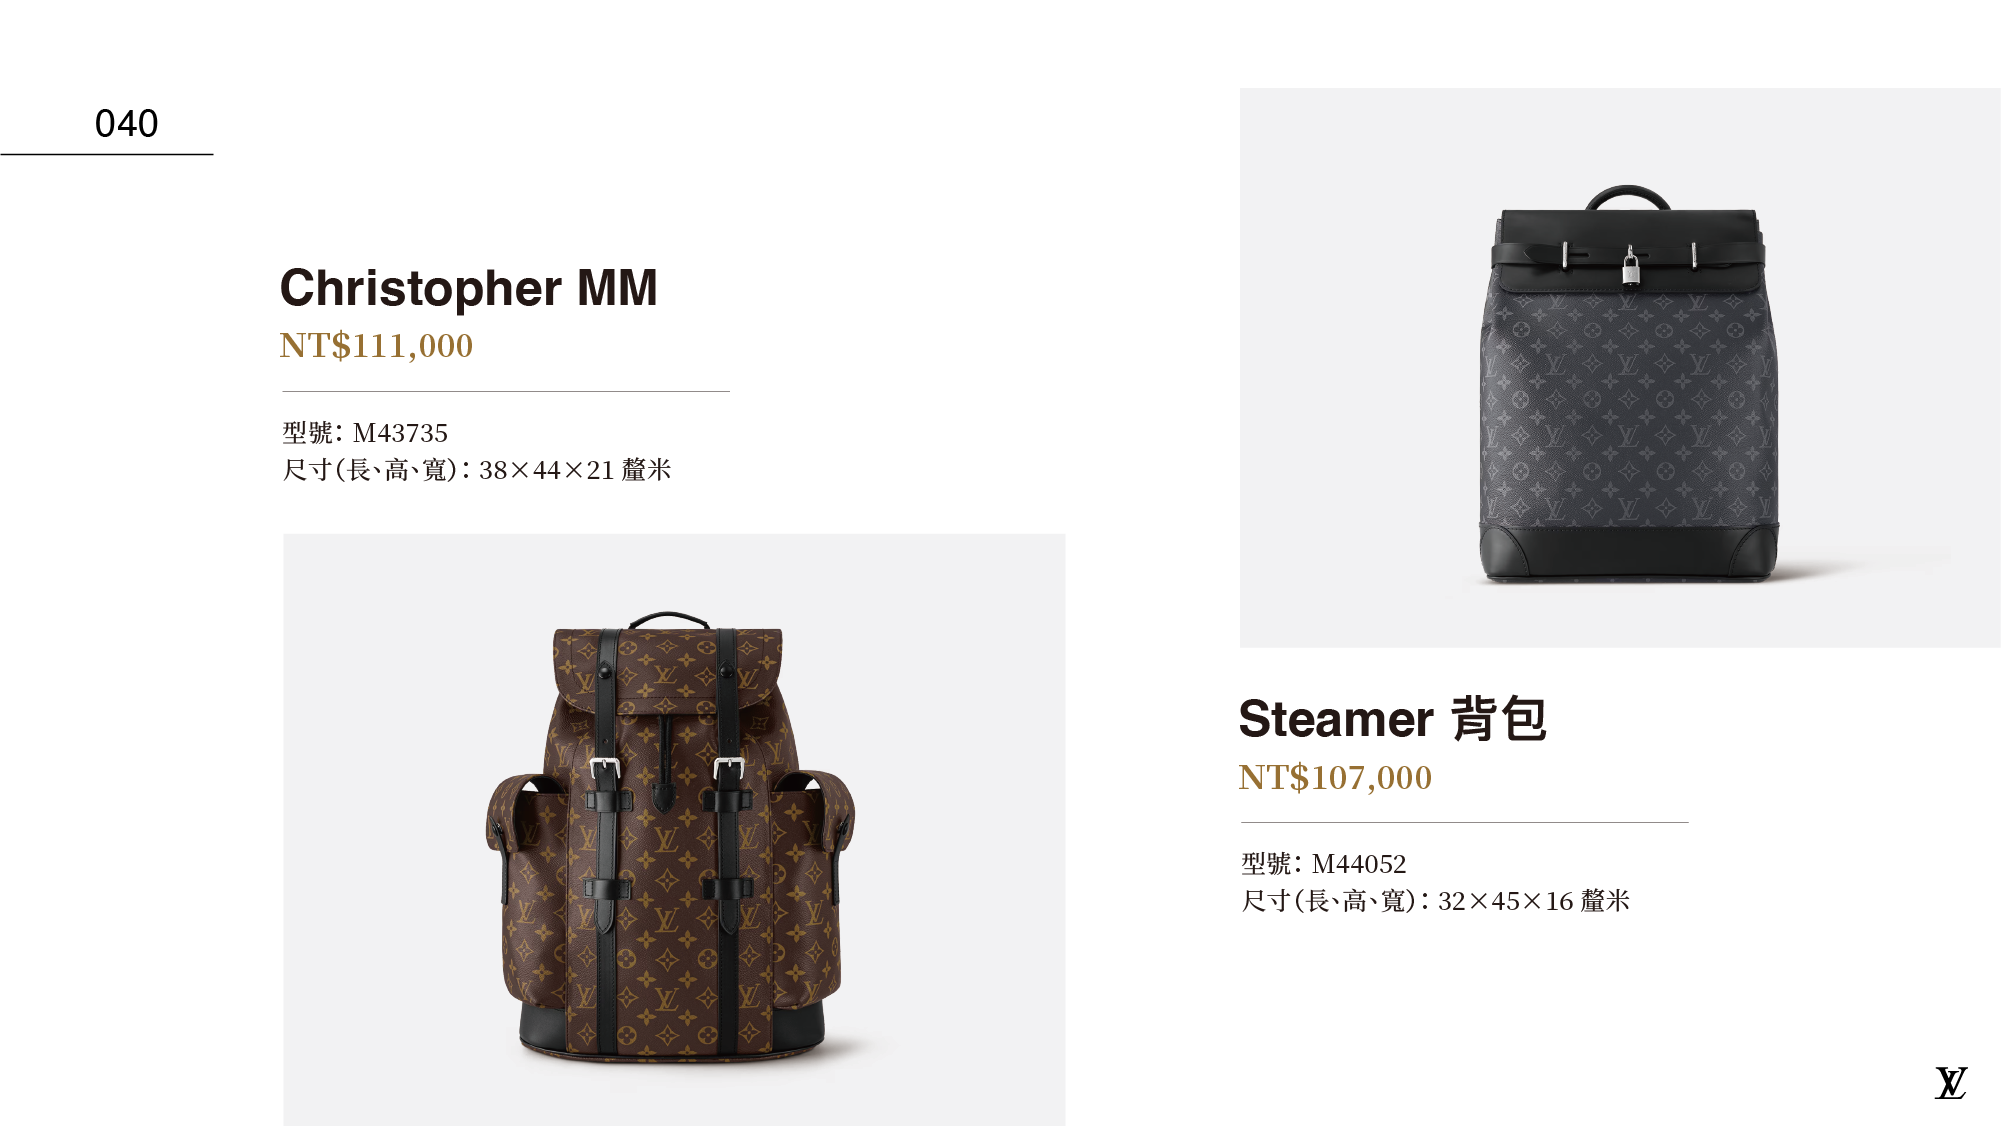 040
Christopher MM
NT$111,000
型號：M43735
尺寸（長、高、寬）：38×44×21 釐米
Steamer 背包
NT$107,000
型號：M44052
尺寸（長、高、寬）：32×45×16 釐米
LV